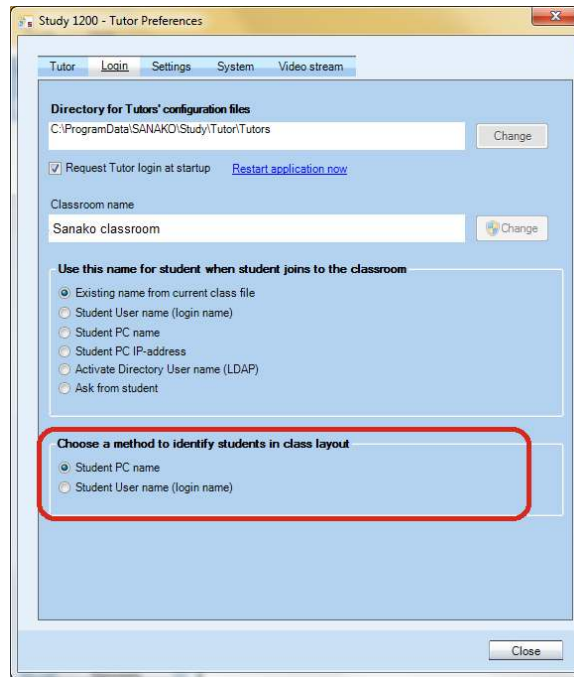 Study 1200 - Tutor Preferences
Tutor Login Settings System Video stream
Directory for Tutors' configuration files
C:\ProgramData\SANAKO\Study\Tutor\Tutors
Change
Request Tutor login at startup Restart application now
Classroom name
Sanako classroom
Change
Use this name for student when student joins to the classroom
Existing name from current class file
Student User name (login name)
Student PC name
Student PC IP-address
Activate Directory User name (LDAP)
Ask from student
Choose a method to identify students in class layout
Student PC name
Student User name (login name)
Close